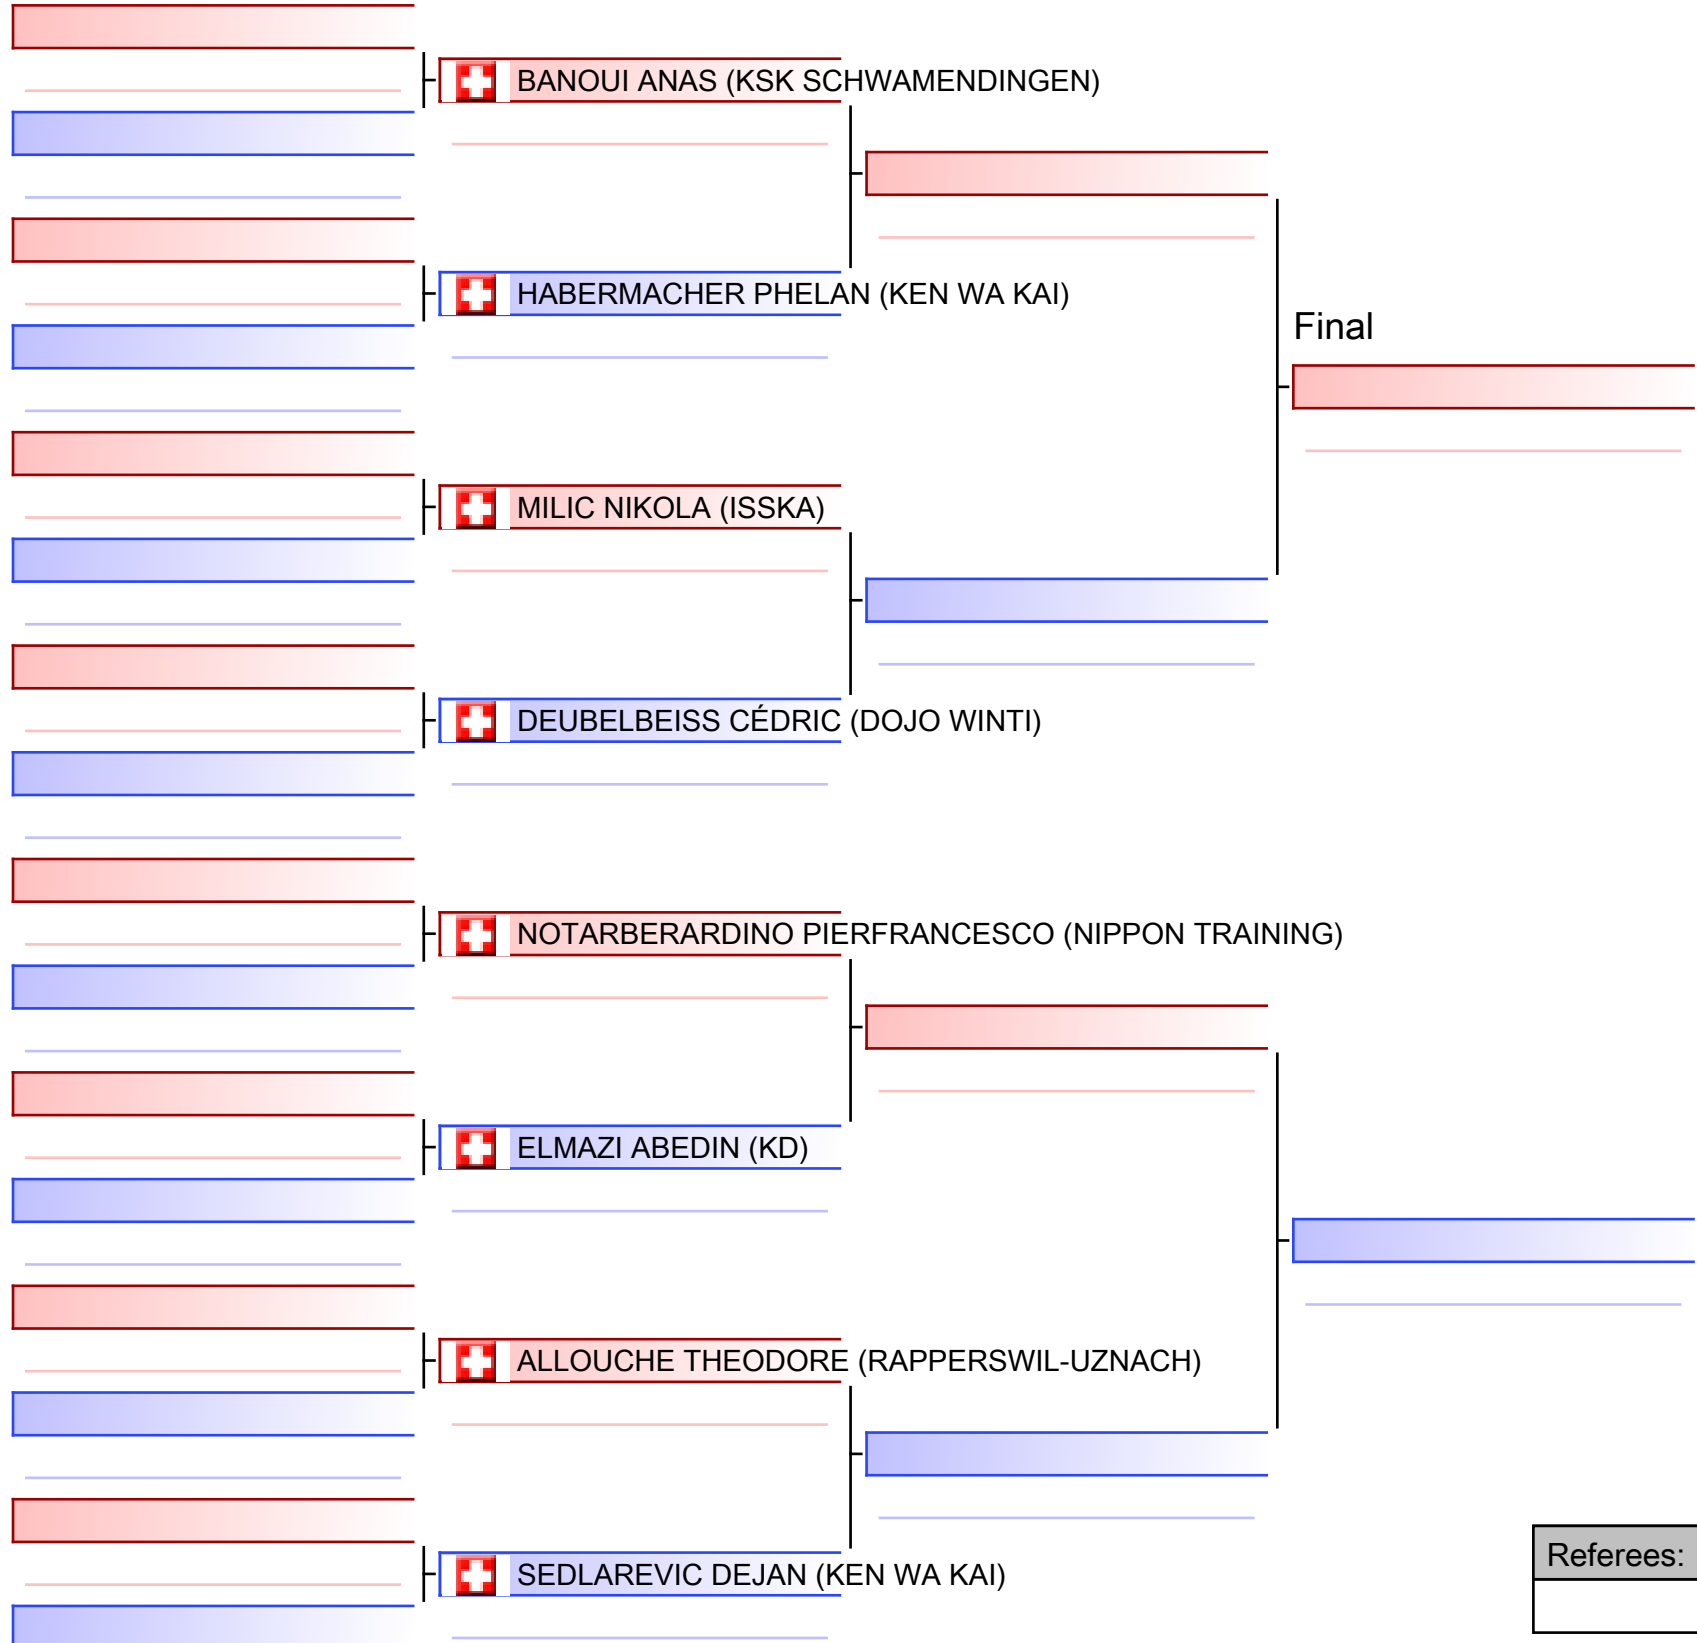 BANOUI ANAS (KSK SCHWAMENDINGEN)
HABERMACHER PHELAN (KEN WA KAI)
Final
MILIC NIKOLA (ISSKA)
DEUBELBEISS CÉDRIC (DOJO WINTI)
NOTARBERARDINO PIERFRANCESCO (NIPPON TRAINING)
ELMAZI ABEDIN (KD)
ALLOUCHE THEODORE (RAPPERSWIL-UZNACH)
SEDLAREVIC DEJAN (KEN WA KAI)
Referees: